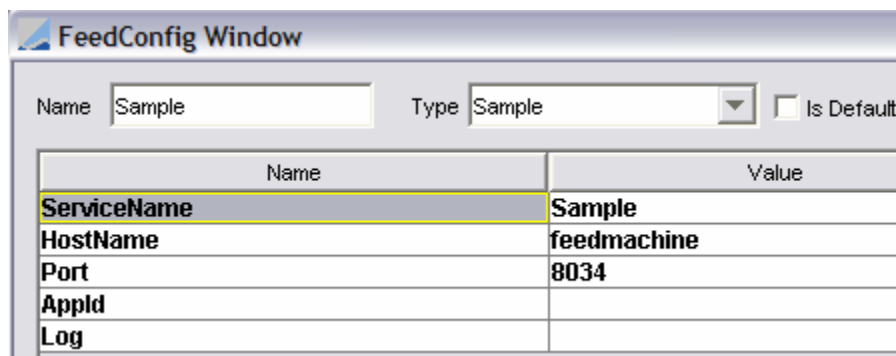 FeedConfig Window
Name Sample Type Sample Is Default
Name Value
ServiceName Sample
HostName feedmachine
Port 8034
AppId
Log